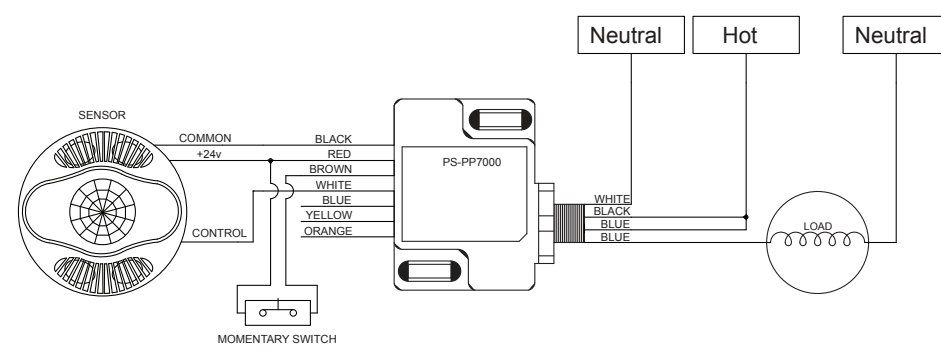 Neutral
Hot
Neutral
SENSOR
COMMON
BLACK
+24v
RED
BROWN
WHITE
BLUE
YELLOW
ORANGE
CONTROL
PS-PP7000
WHITE
BLACK
BLUE
BLUE
LOAD
MOMENTARY SWITCH